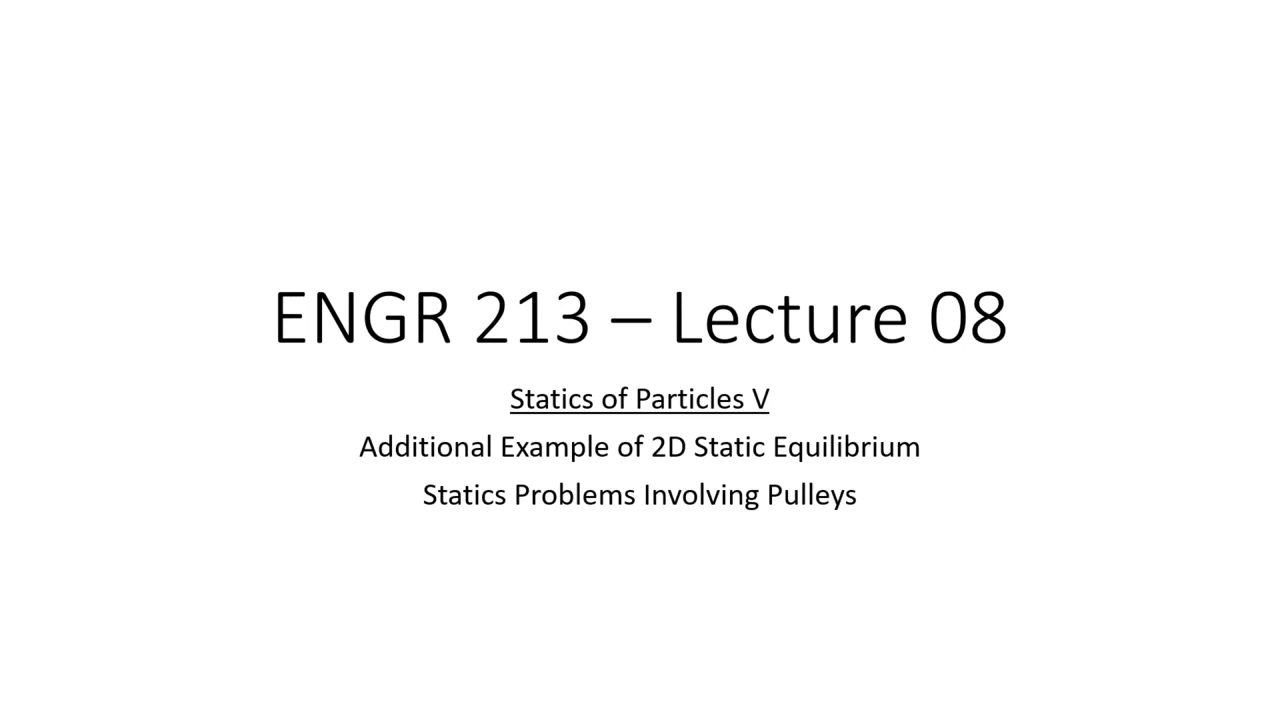 ENGR 213 – Lecture 08
Statics of Particles V
Additional Example of 2D Static Equilibrium
Statics Problems Involving Pulleys